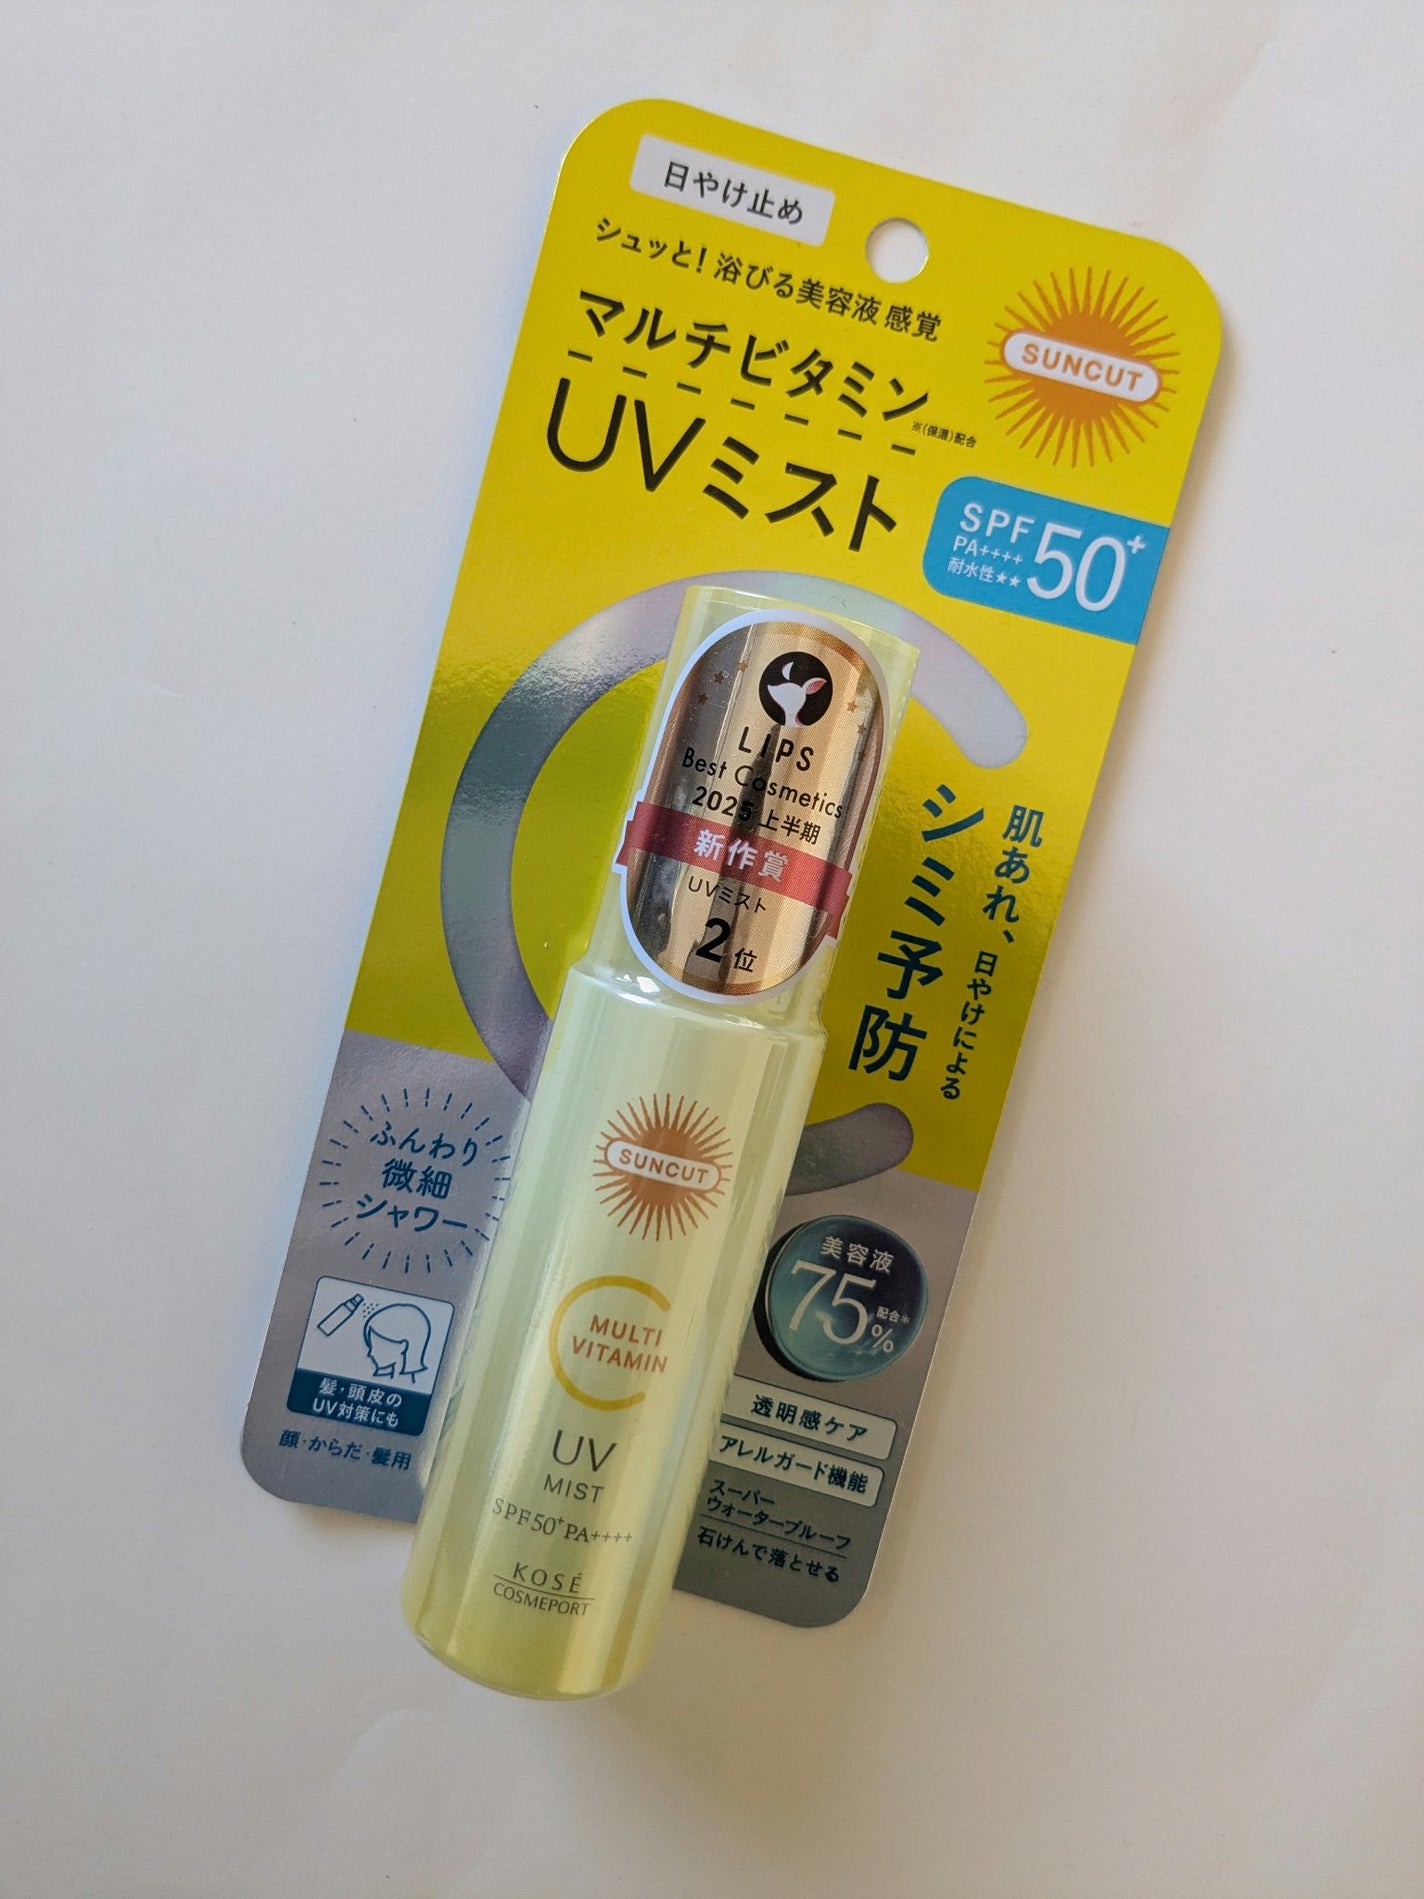 日やけ止め
シュッと!浴びる美容液感覚
マルチビタミン
※(保湿)配合
UVミスト
SUNCUT
SPF 50+
PA++++
耐水性★★
LIPS
Best Cosmetics
2025 上半期
新作賞
UVミスト
2位
肌あれ、日やけによる
シミ予防
ふんわり
微細
シャワー
髪・頭皮の
UV対策にも
顔・からだ・髪用
SUNCUT
MULTI
VITAMIN
UV
MIST
SPF50+PA++++
KOSÉ
COSMEPORT
美容液
75%
配合※
透明感ケア
アレルガード機能
スーパー
ウォータープルーフ
石けんで落とせる